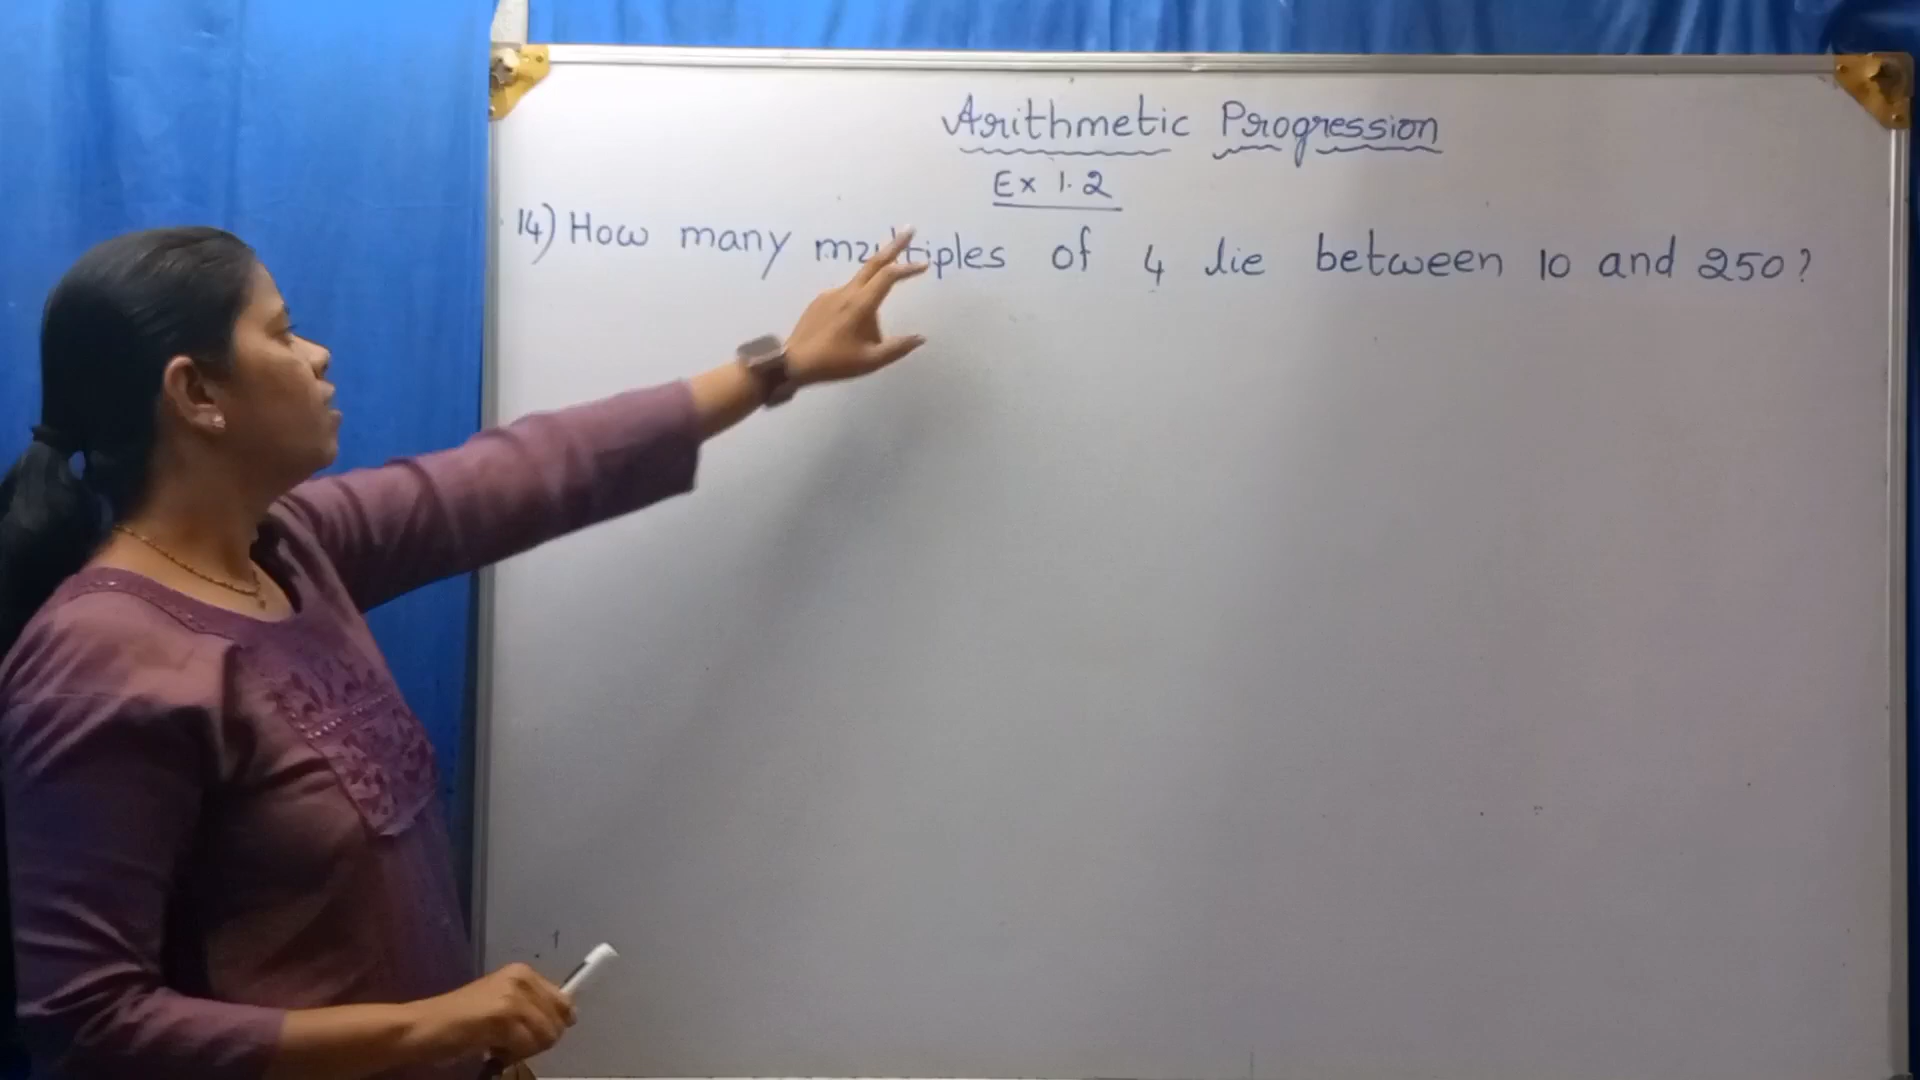 Arithmetic Progression
Ex 1.2
14) How many multiples of 4 lie between 10 and 250?